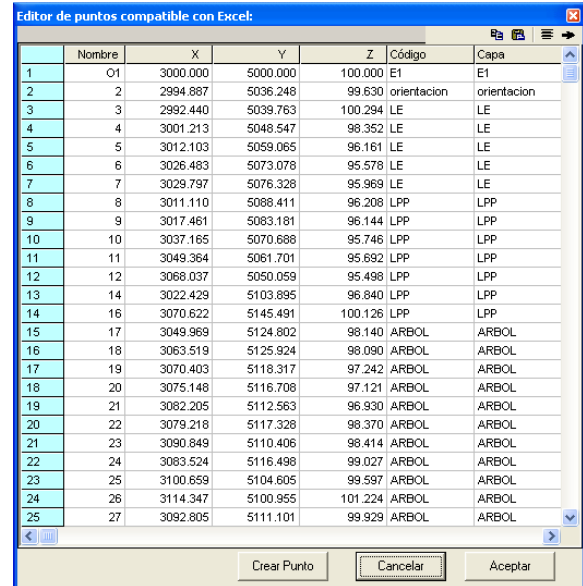 Editor de puntos compatible con Excel:
Nombre X Y Z Código Capa
1 O1 3000.000 5000.000 100.000 E1 E1
2 2 2994.887 5036.248 99.630 orientacion orientacion
3 3 2992.440 5039.763 100.294 LE LE
4 4 3001.213 5048.547 98.352 LE LE
5 5 3012.103 5059.065 96.161 LE LE
6 6 3026.483 5073.078 95.578 LE LE
7 7 3029.797 5076.328 95.969 LE LE
8 8 3011.110 5088.411 96.208 LPP LPP
9 9 3017.461 5083.181 96.144 LPP LPP
10 10 3037.165 5070.688 95.746 LPP LPP
11 11 3049.364 5061.701 95.692 LPP LPP
12 12 3068.037 5050.059 95.498 LPP LPP
13 14 3022.429 5103.895 96.840 LPP LPP
14 16 3070.622 5145.491 100.126 LPP LPP
15 17 3049.969 5124.802 98.140 ARBOL ARBOL
16 18 3063.519 5125.924 98.090 ARBOL ARBOL
17 19 3070.403 5118.317 97.242 ARBOL ARBOL
18 20 3075.148 5116.708 97.121 ARBOL ARBOL
19 21 3082.205 5112.563 96.930 ARBOL ARBOL
20 22 3079.218 5117.328 98.370 ARBOL ARBOL
21 23 3090.849 5110.406 98.414 ARBOL ARBOL
22 24 3083.524 5116.498 99.027 ARBOL ARBOL
23 25 3100.659 5104.605 99.597 ARBOL ARBOL
24 26 3114.347 5100.955 101.224 ARBOL ARBOL
25 27 3092.805 5111.101 99.929 ARBOL ARBOL
Crear Punto Cancelar Aceptar